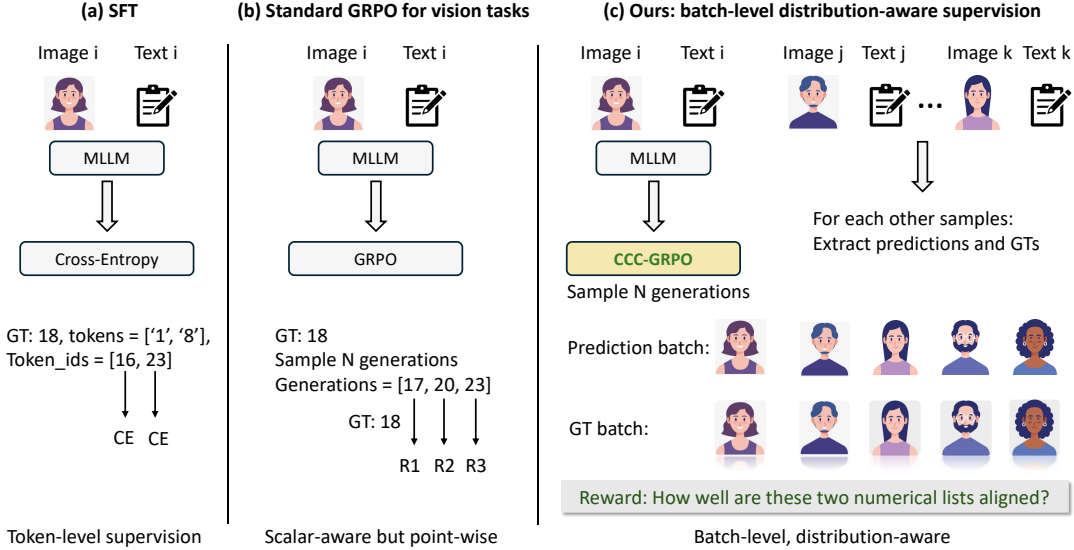 (a) SFT
Image i Text i
MLLM
Cross-Entropy
GT: 18, tokens = [‘1’, ‘8’],
Token_ids = [16, 23]
CE CE
Token-level supervision
(b) Standard GRPO for vision tasks
Image i Text i
MLLM
GRPO
GT: 18
Sample N generations
Generations = [17, 20, 23]
GT: 18
R1 R2 R3
Scalar-aware but point-wise
(c) Ours: batch-level distribution-aware supervision
Image i Text i Image j Text j Image k Text k
...
MLLM
For each other samples:
Extract predictions and GTs
CCC-GRPO
Sample N generations
Prediction batch:
GT batch:
Reward: How well are these two numerical lists aligned?
Batch-level, distribution-aware